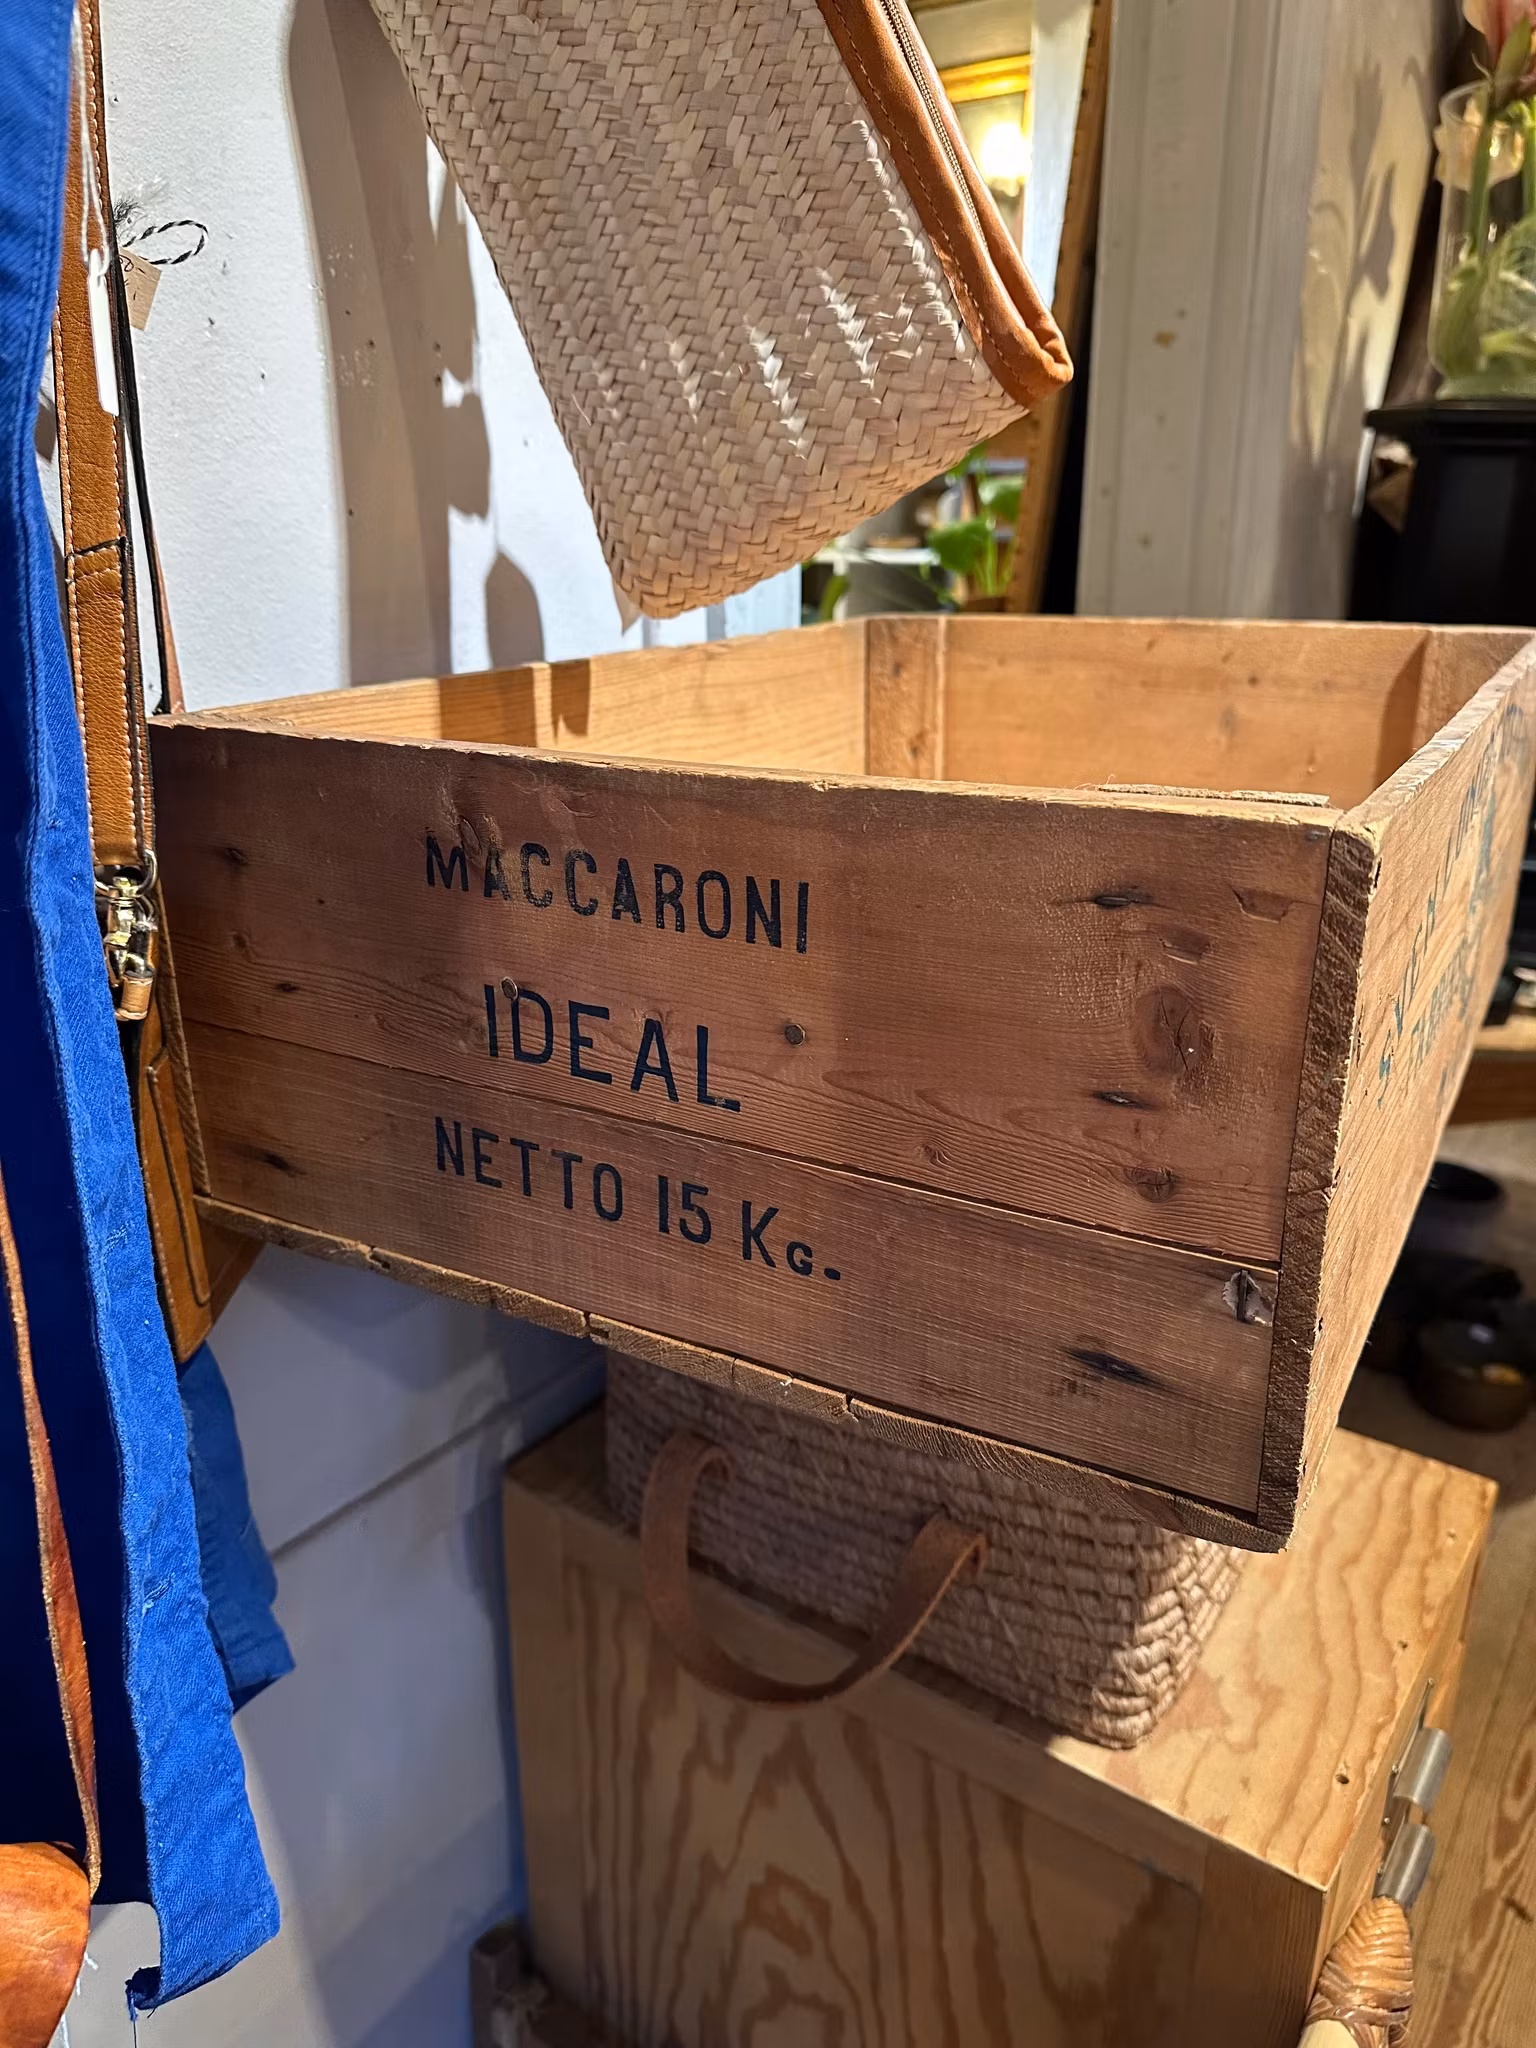 MACCARONI
IDEAL
NETTO 15 KG.